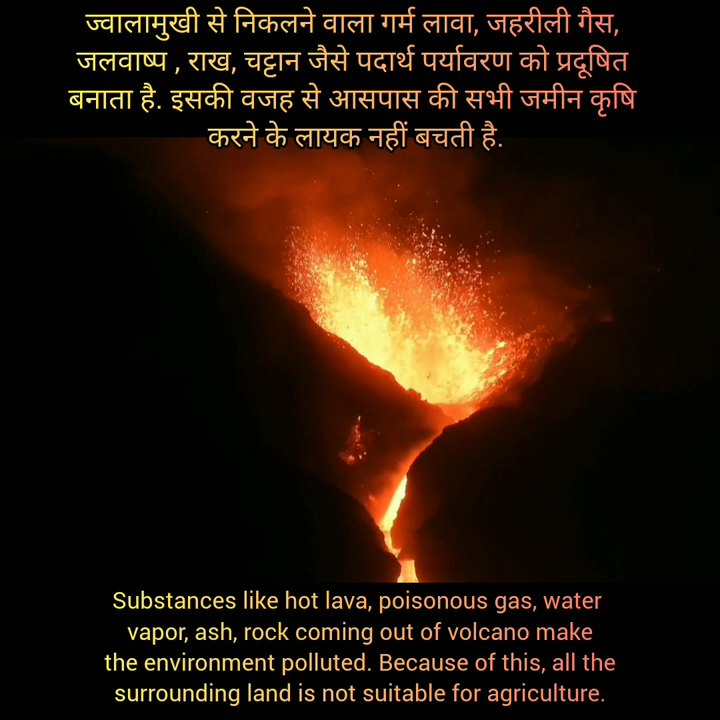 ज्वालामुखी से निकलने वाला गर्म लावा, जहरीली गैस,
जलवाष्प , राख, चट्टान जैसे पदार्थ पर्यावरण को प्रदूषित
बनाता है. इसकी वजह से आसपास की सभी जमीन कृषि
करने के लायक नहीं बचती है.
Substances like hot lava, poisonous gas, water
vapor, ash, rock coming out of volcano make
the environment polluted. Because of this, all the
surrounding land is not suitable for agriculture.